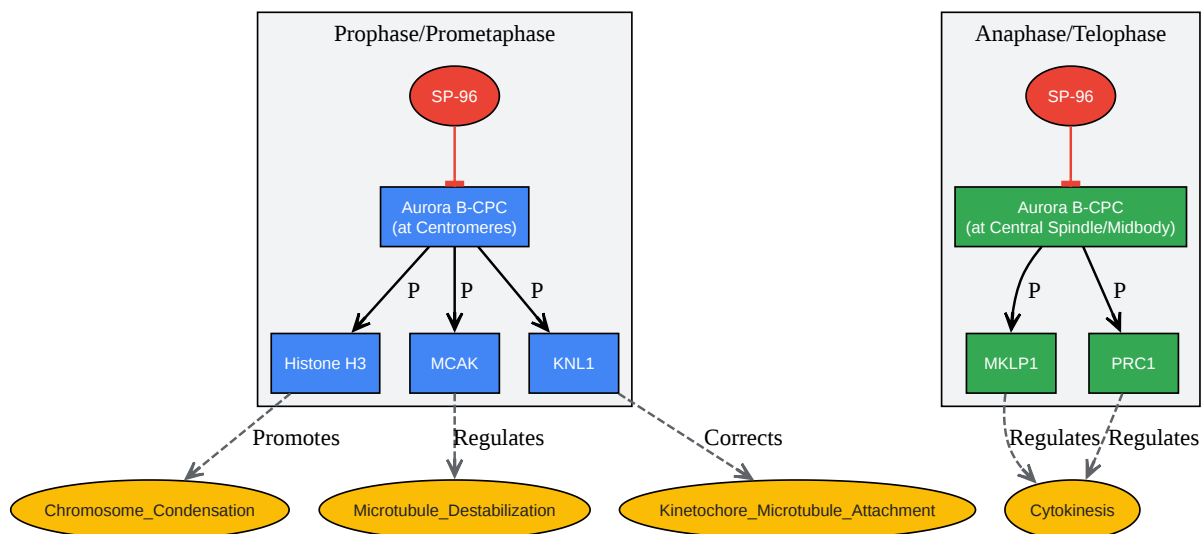 Prophase/Prometaphase
Anaphase/Telophase
SP-96
SP-96
Aurora B-CPC
(at Centromeres)
Aurora B-CPC
(at Central Spindle/Midbody)
P
P
P
P
P
Histone H3
MCAK
KNL1
MKLP1
PRC1
Promotes
Regulates
Corrects
Regulates
Regulates
Chromosome_Condensation
Microtubule_Destabilization
Kinetochore_Microtubule_Attachment
Cytokinesis